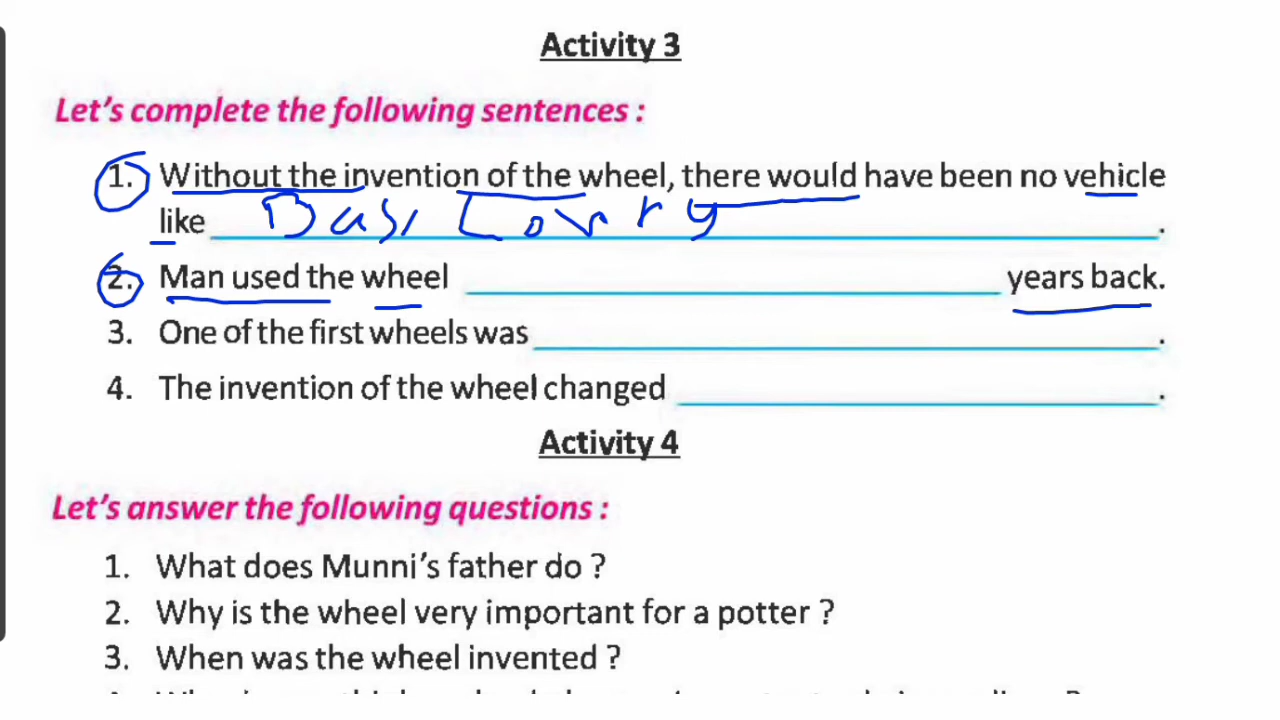 Activity 3
Let's complete the following sentences :
1. Without the invention of the wheel, there would have been no vehicle
like Bus, Lorry .
2. Man used the wheel years back.
3. One of the first wheels was .
4. The invention of the wheel changed .
Activity 4
Let's answer the following questions :
1. What does Munni's father do ?
2. Why is the wheel very important for a potter ?
3. When was the wheel invented ?